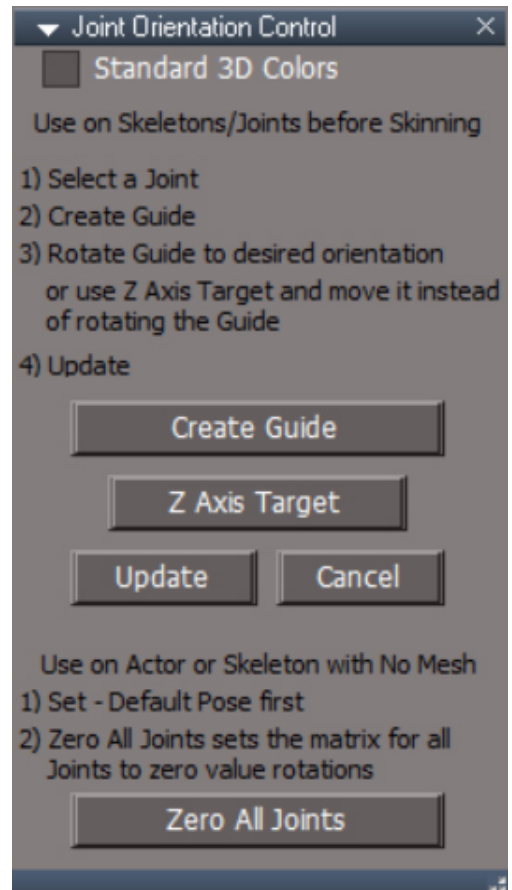 Joint Orientation Control
Standard 3D Colors
Use on Skeletons/Joints before Skinning
1) Select a Joint
2) Create Guide
3) Rotate Guide to desired orientation
or use Z Axis Target and move it instead
of rotating the Guide
4) Update
Create Guide
Z Axis Target
Update Cancel
Use on Actor or Skeleton with No Mesh
1) Set - Default Pose first
2) Zero All Joints sets the matrix for all
Joints to zero value rotations
Zero All Joints